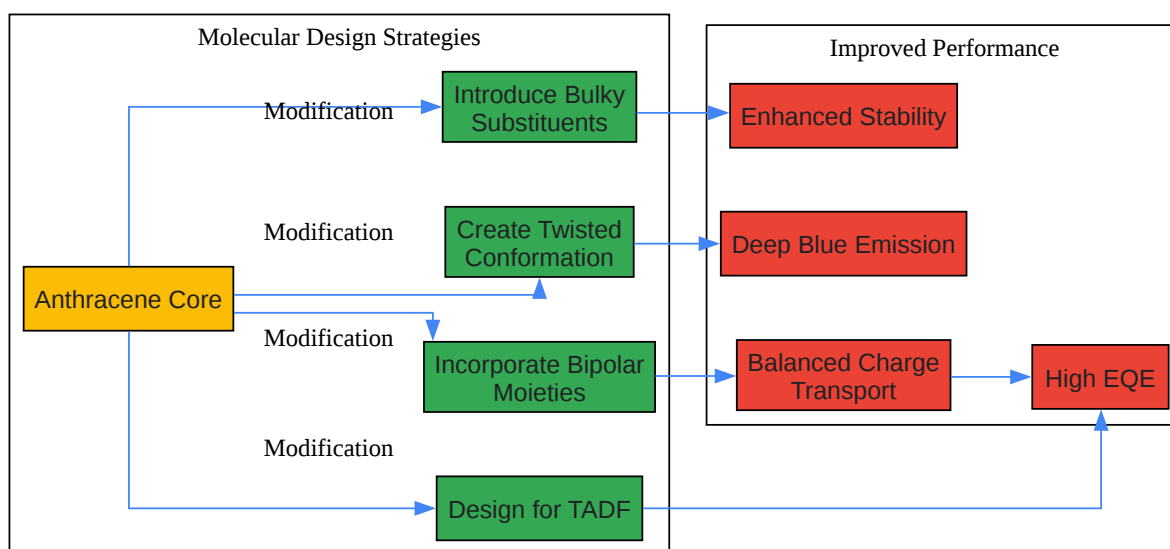 Molecular Design Strategies
Improved Performance
Modification
Introduce Bulky
Substituents
Enhanced Stability
Modification
Create Twisted
Conformation
Deep Blue Emission
Anthracene Core
Modification
Incorporate Bipolar
Moieties
Balanced Charge
Transport
High EQE
Modification
Design for TADF